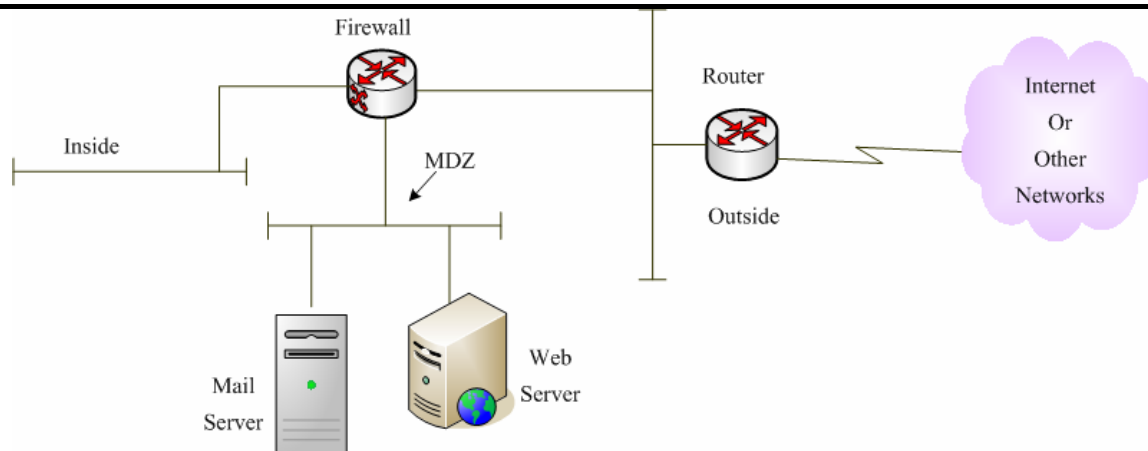 Firewall
Router
Internet
Or
Other
Networks
Inside
MDZ
Outside
Mail
Server
Web
Server